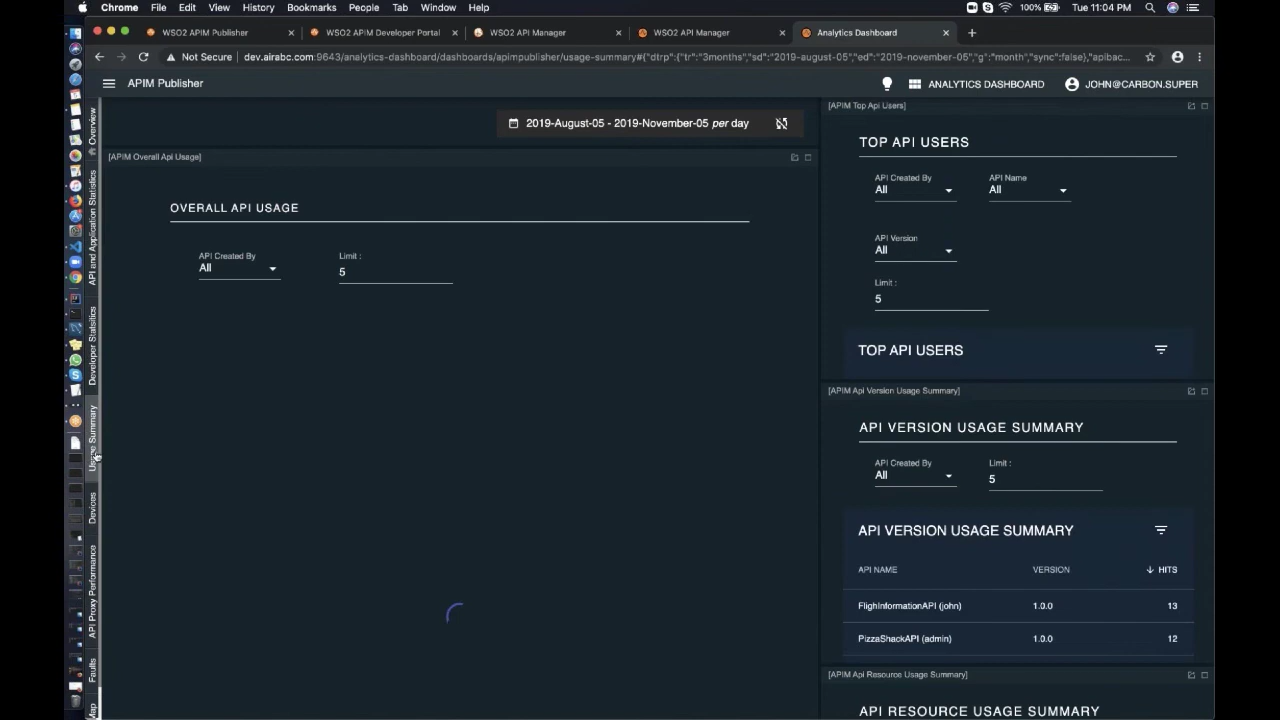 Chrome File Edit View History Bookmarks People Tab Window Help 100% Tue 11:04 PM
WSO2 APIM Publisher WSO2 APIM Developer Portal WSO2 API Manager WSO2 API Manager Analytics Dashboard
Not Secure dev.airabc.com:9643/analytics-dashboard/dashboards/apimpublisher/usage-summary#{"dtrp":{"tr":"3months","sd":"2019-august-05","ed":"2019-november-05","g":"month","sync":false},"apibac...
APIM Publisher ANALYTICS DASHBOARD JOHN@CARBON.SUPER
Overview
API and Application Statistics
Developer Statsitics
Usage Summary
Devices
API Proxy Performance
Faults
Map
2019-August-05 - 2019-November-05 per day
[APIM Overall Api Usage]
OVERALL API USAGE
API Created By Limit :
All 5
[APIM Top Api Users]
TOP API USERS
API Created By API Name
All All
API Version
All
Limit :
5
TOP API USERS
[APIM Api Version Usage Summary]
API VERSION USAGE SUMMARY
API Created By Limit :
All 5
API VERSION USAGE SUMMARY
API NAME VERSION HITS
FlighInformationAPI (john) 1.0.0 13
PizzaShackAPI (admin) 1.0.0 12
[APIM Api Resource Usage Summary]
API RESOURCE USAGE SUMMARY